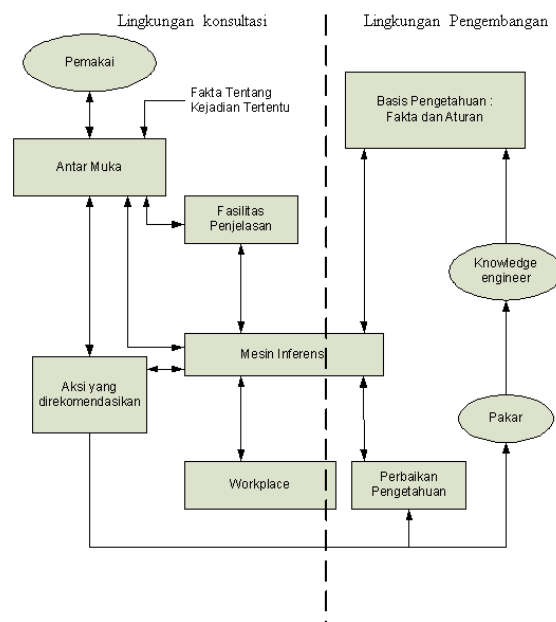 Lingkungan konsultasi
Lingkungan Pengembangan
Pemakai
Fakta Tentang
Kejadian Tertentu
Basis Pengetahuan :
Fakta dan Aturan
Antar Muka
Fasilitas
Penjelasan
Knowledge
engineer
Mesin Inferens
Aksi yang
direkomendasikan
Pakar
Workplace
Perbaikan
Pengetahuan